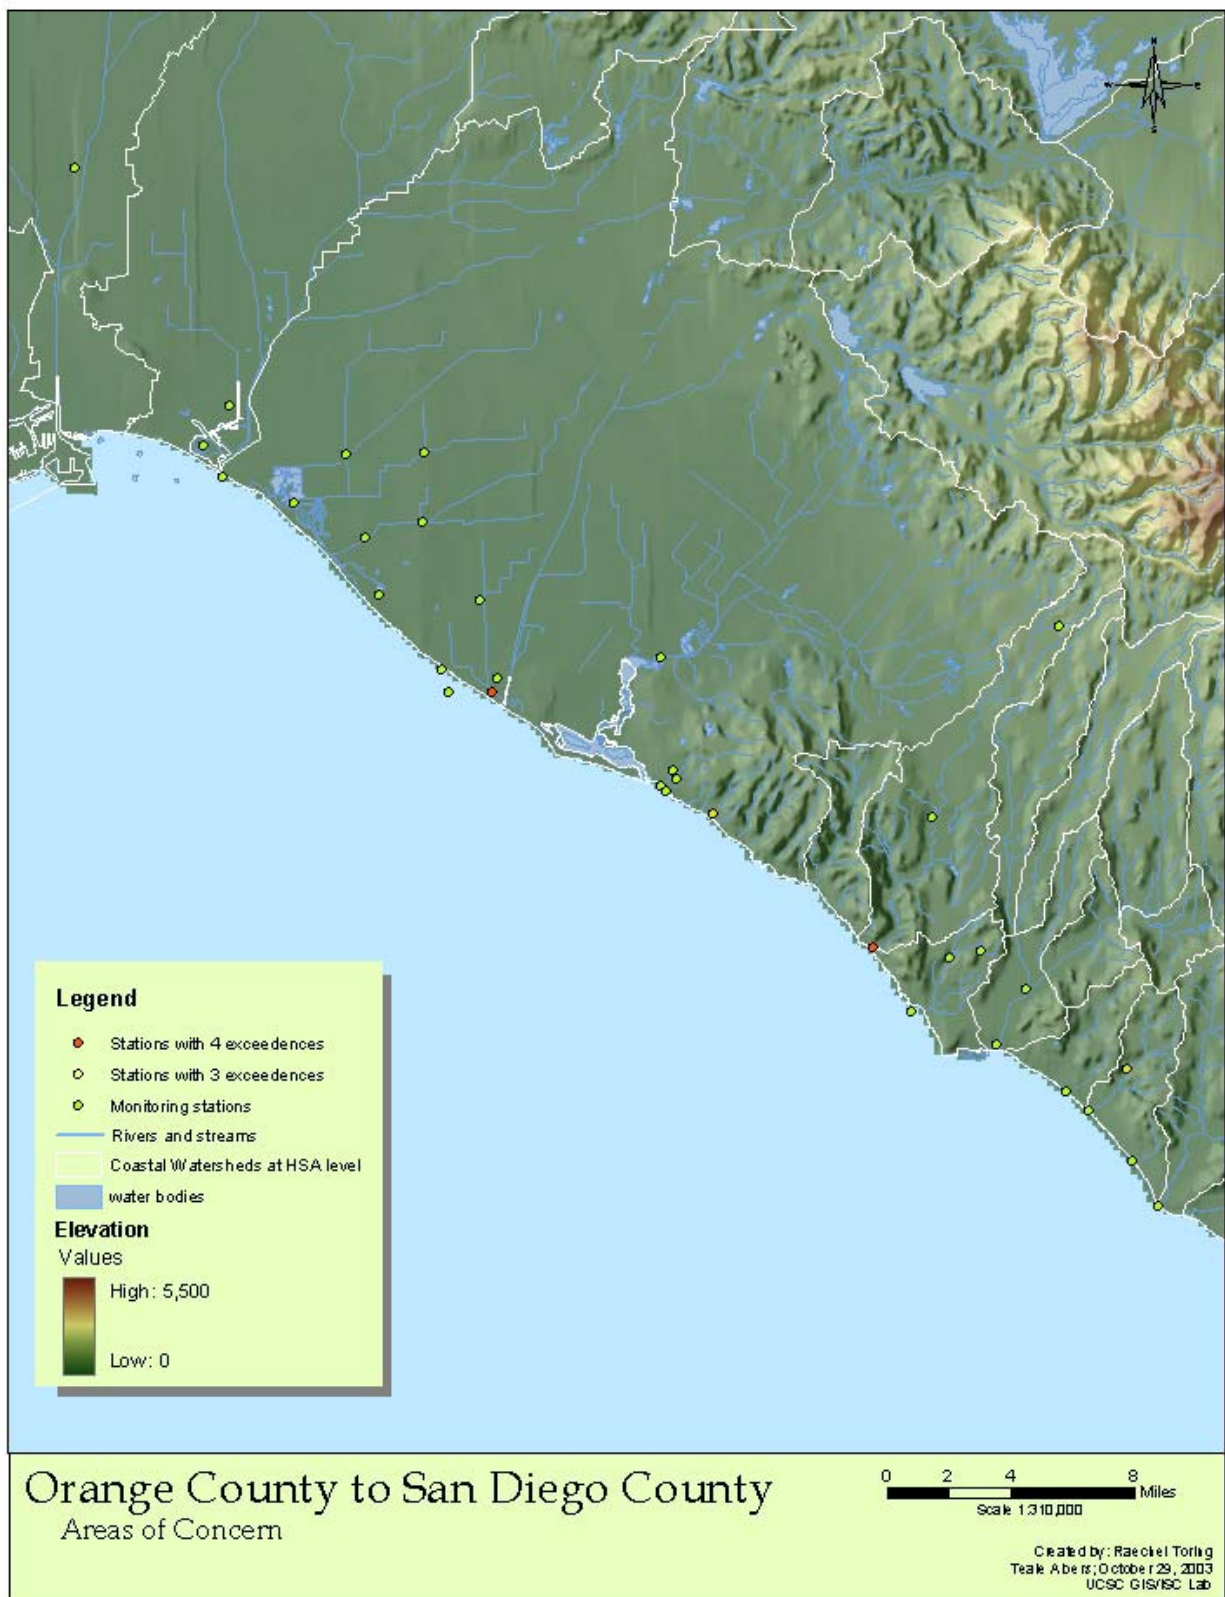 N
W
E
S
Legend
Stations with 4 exceedences
Stations with 3 exceedences
Monitoring stations
Rivers and streams
Coastal Watersheds at HSA level
water bodies
Elevation
Values
High: 5,500
Low: 0
Orange County to San Diego County
Areas of Concern
0 2 4 8
Miles
Scale 1:310,000
Created by: Raechel Toring
Teale Abers; October 29, 2003
UCSC GIS/ISC Lab